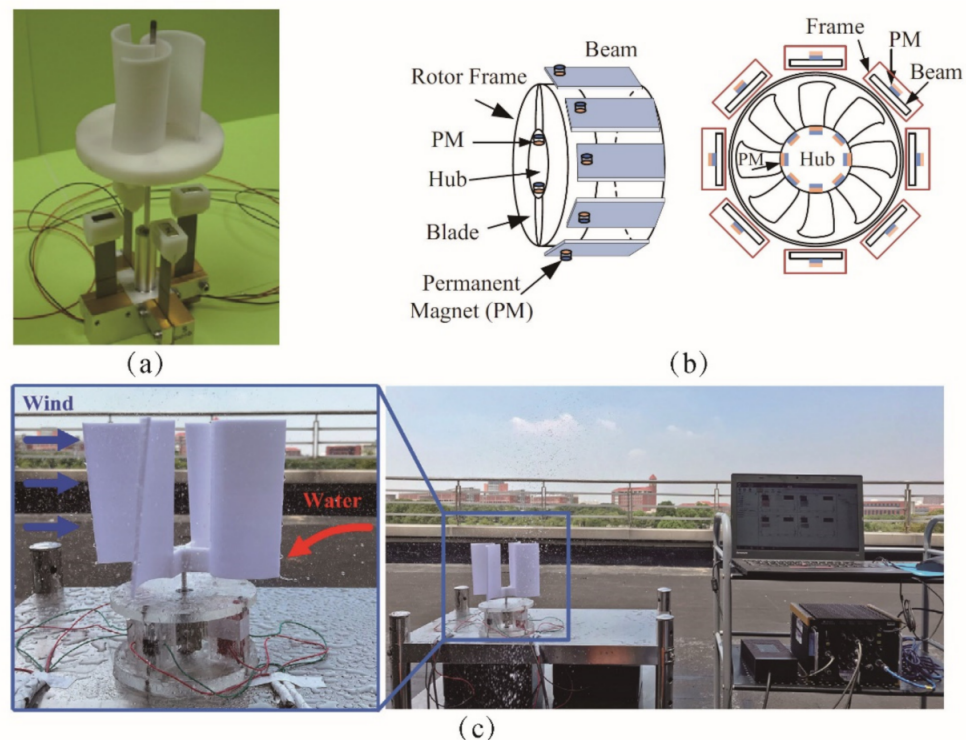 Rotor Frame
PM
Hub
Blade
Permanent
Magnet (PM)
Beam
Frame
PM
Beam
PM
Hub
(a)
(b)
Wind
Water
(c)